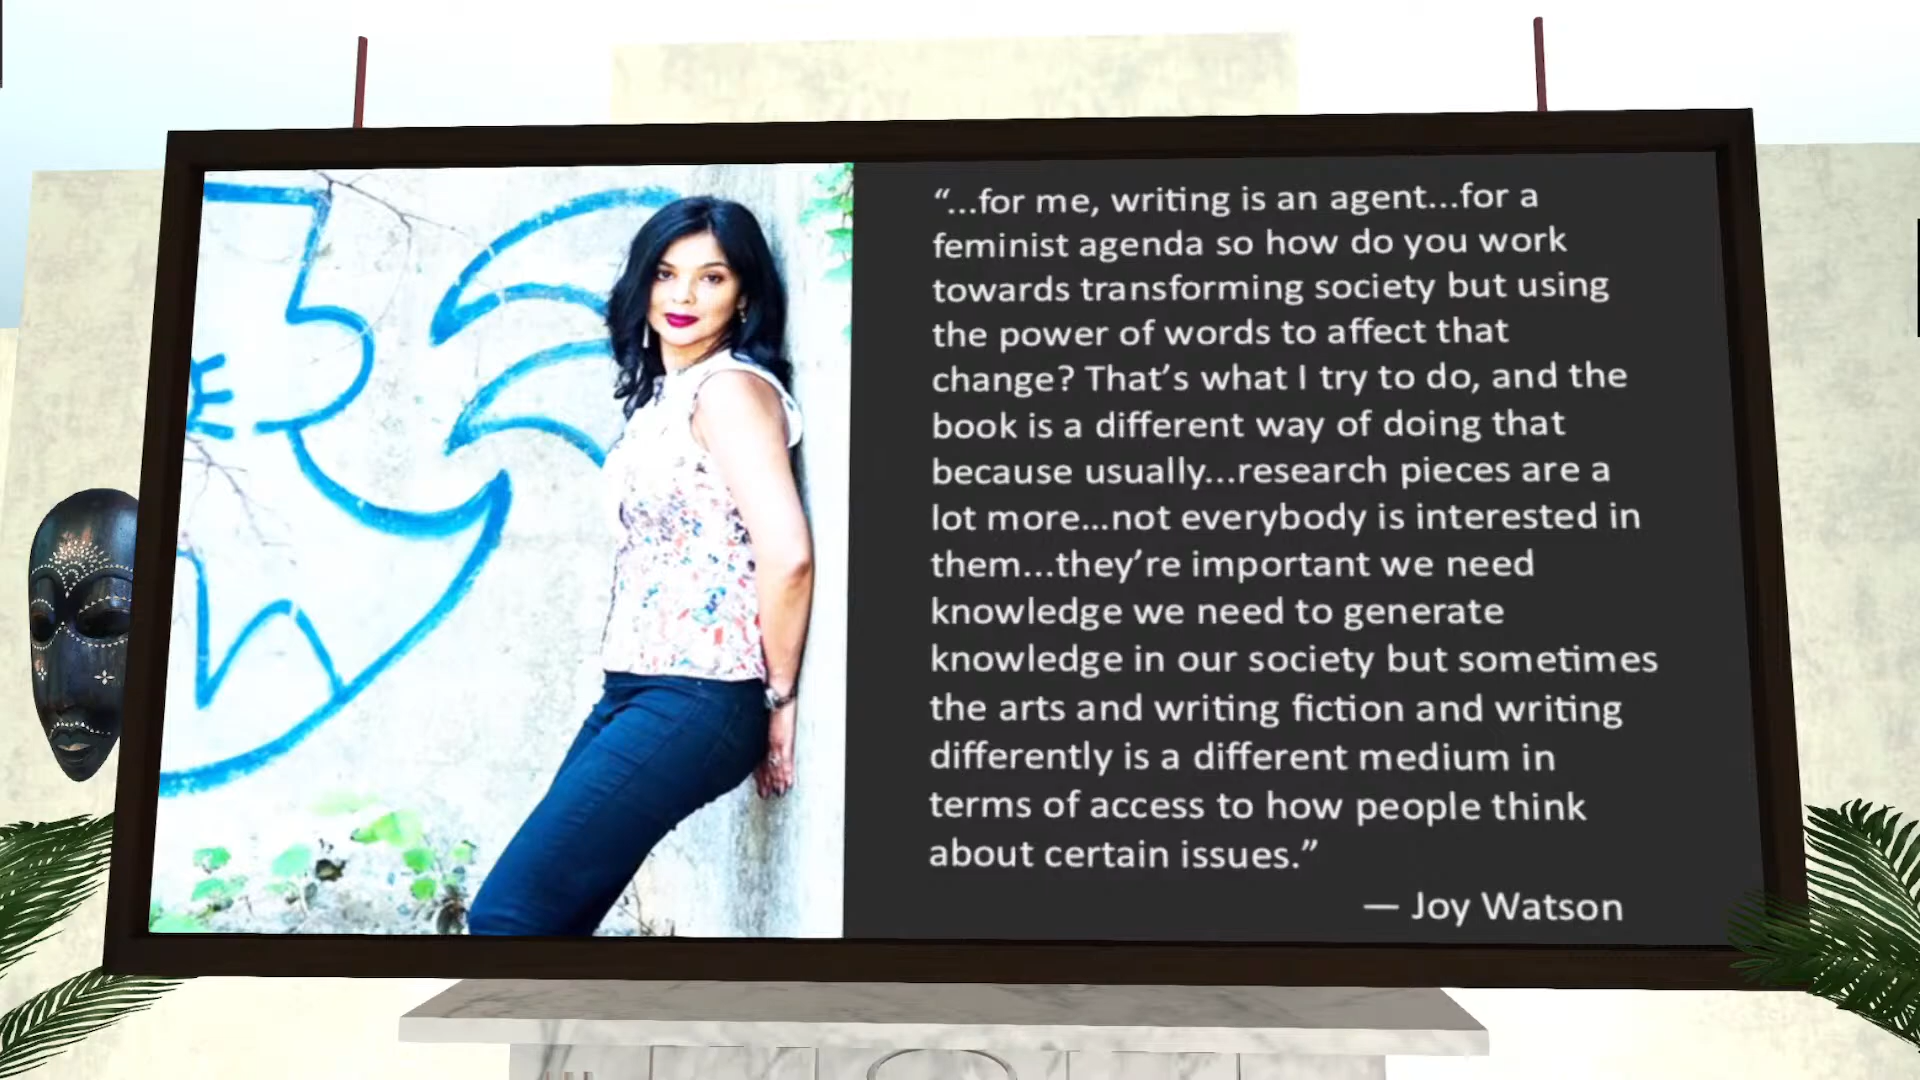 “...for me, writing is an agent...for a
feminist agenda so how do you work
towards transforming society but using
the power of words to affect that
change? That’s what I try to do, and the
book is a different way of doing that
because usually...research pieces are a
lot more...not everybody is interested in
them...they’re important we need
knowledge we need to generate
knowledge in our society but sometimes
the arts and writing fiction and writing
differently is a different medium in
terms of access to how people think
about certain issues.”
— Joy Watson